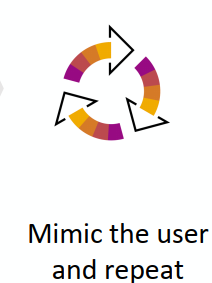 Mimic the user
and repeat